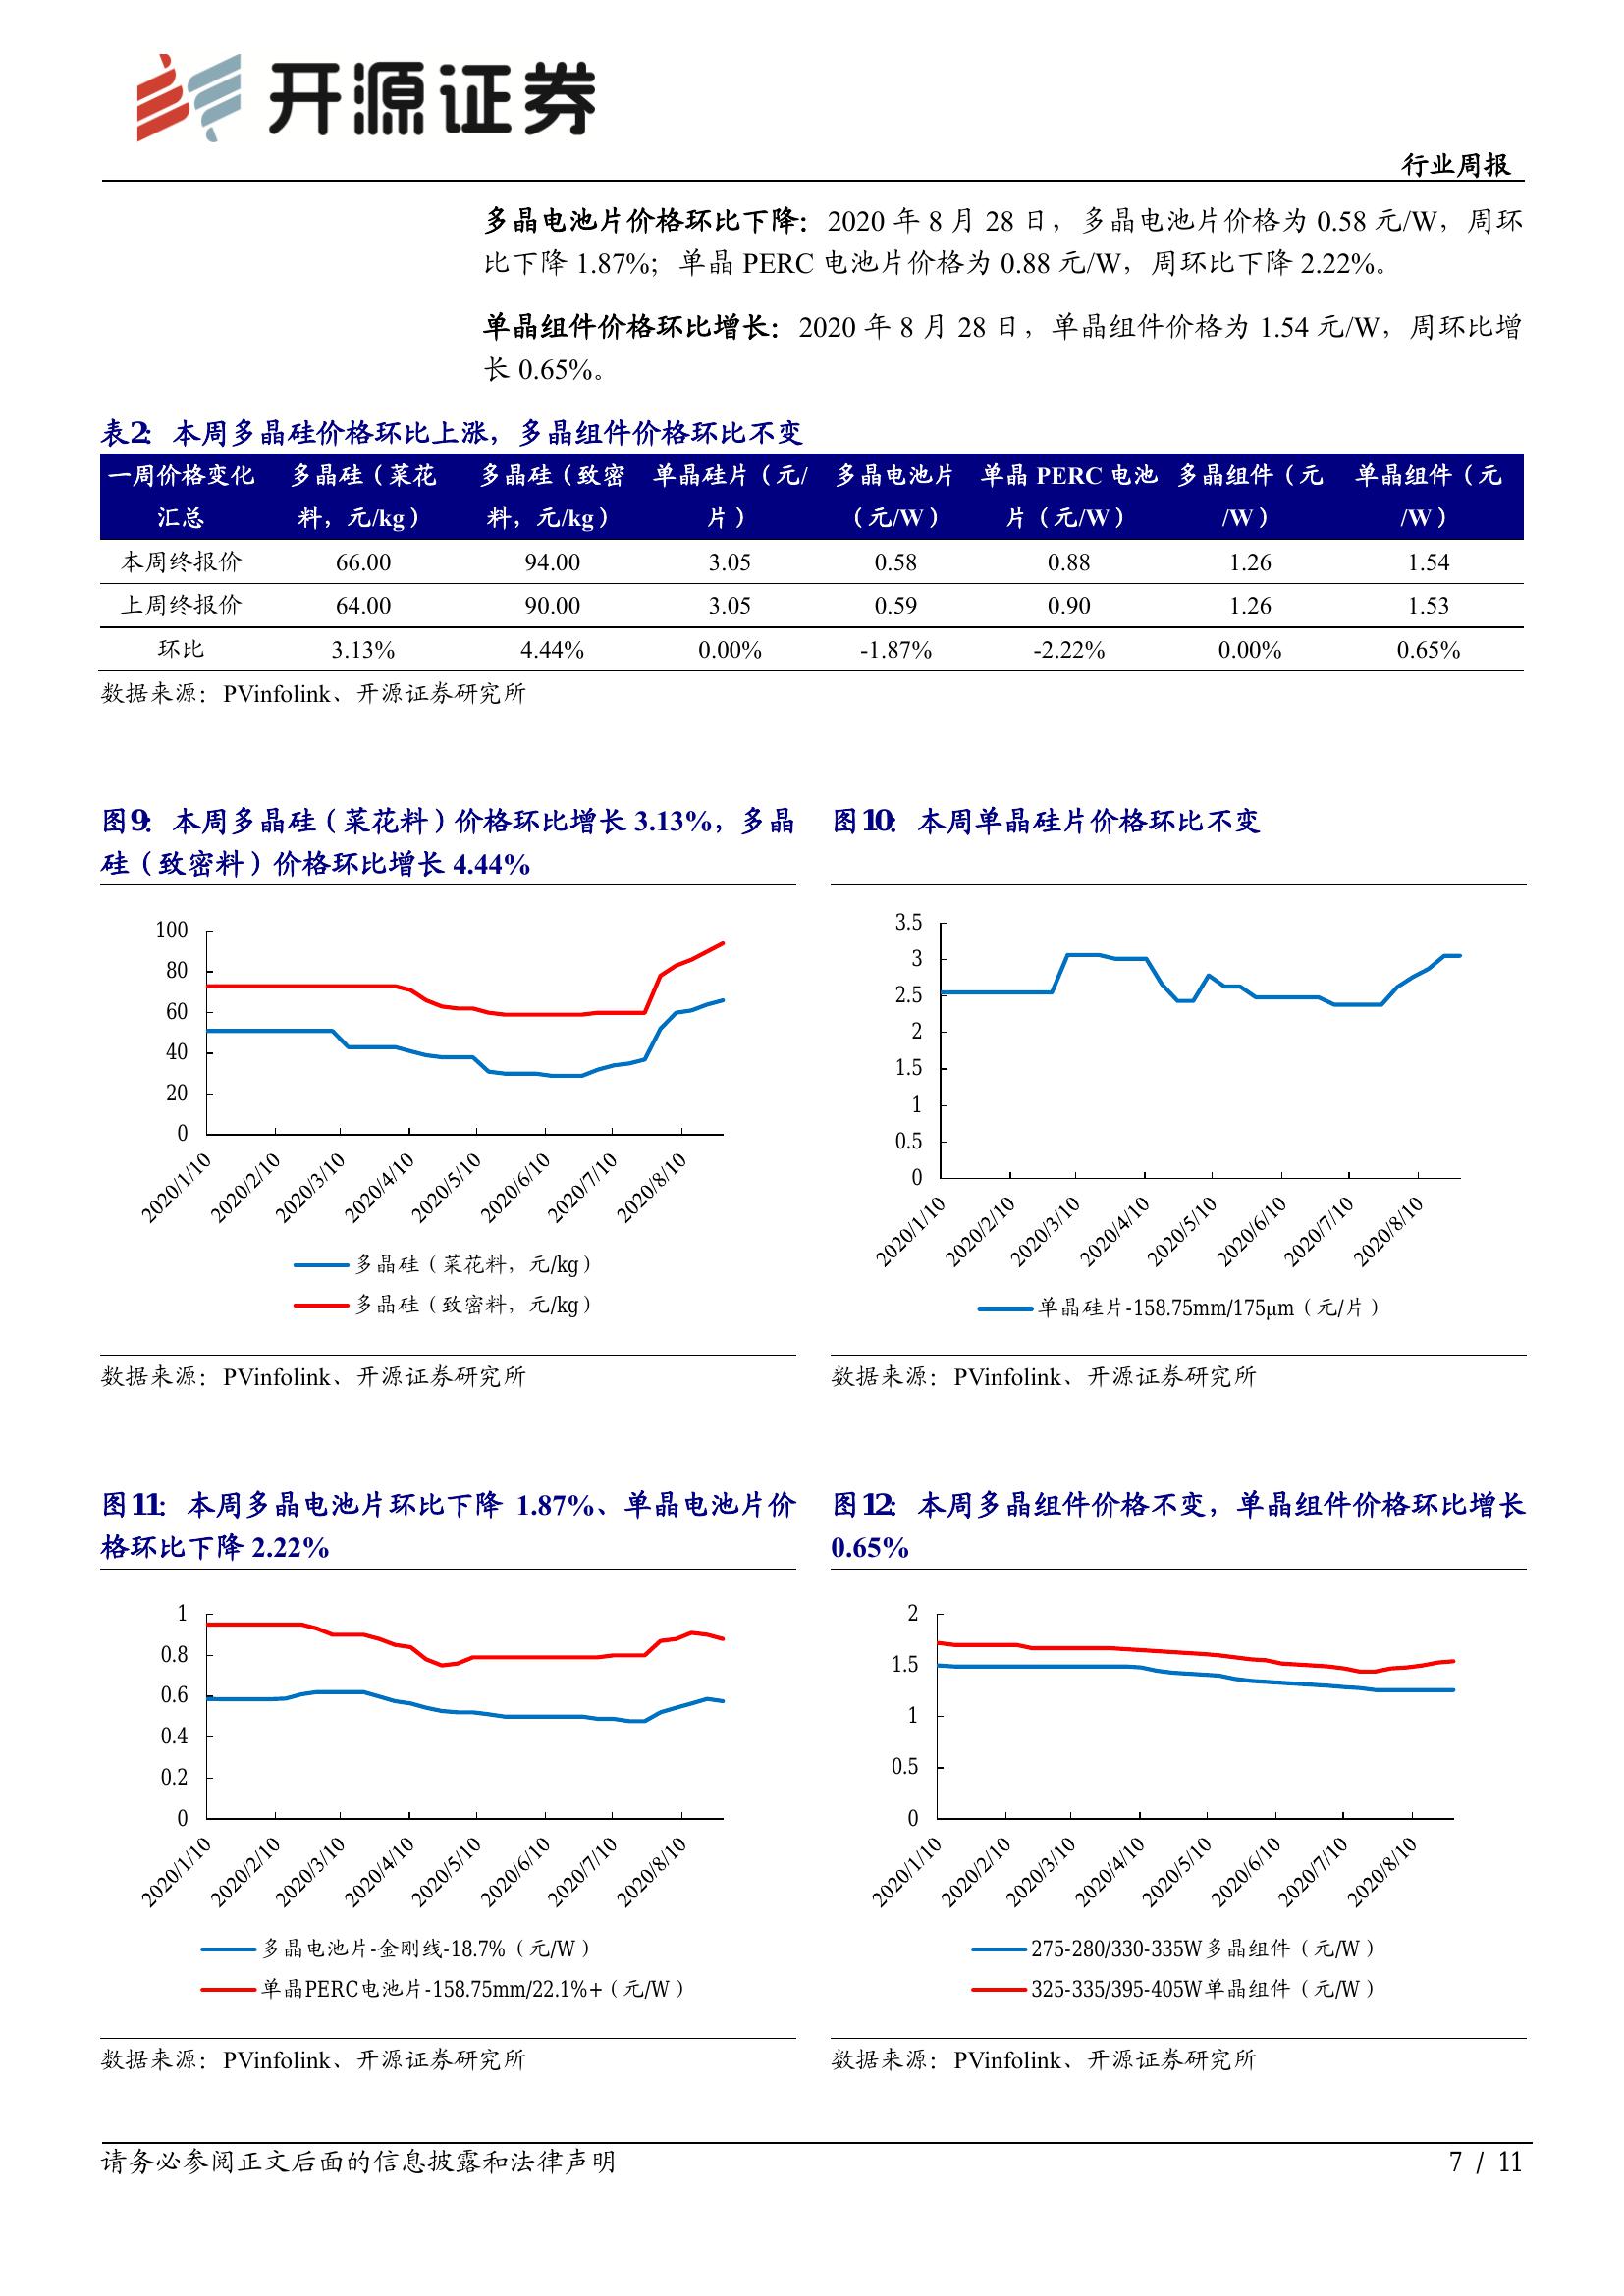 开源证券
行业周报
多晶电池片价格环比下降：2020 年 8 月 28 日，多晶电池片价格为 0.58 元/W，周环
比下降 1.87%；单晶 PERC 电池片价格为 0.88 元/W，周环比下降 2.22%。
单晶组件价格环比增长：2020 年 8 月 28 日，单晶组件价格为 1.54 元/W，周环比增
长 0.65%。
表2：本周多晶硅价格环比上涨，多晶组件价格环比不变
一周价格变化 多晶硅（菜花 多晶硅（致密 单晶硅片（元/ 多晶电池片 单晶 PERC 电池 多晶组件（元 单晶组件（元
汇总 料，元/kg） 料，元/kg） 片） （元/W） 片（元/W） /W） /W）
本周终报价 66.00 94.00 3.05 0.58 0.88 1.26 1.54
上周终报价 64.00 90.00 3.05 0.59 0.90 1.26 1.53
环比 3.13% 4.44% 0.00% -1.87% -2.22% 0.00% 0.65%
数据来源：PVinfolink、开源证券研究所
图9：本周多晶硅（菜花料）价格环比增长 3.13%，多晶
硅（致密料）价格环比增长 4.44%
100
80
60
40
20
0
2020/1/10 2020/2/10 2020/3/10 2020/4/10 2020/5/10 2020/6/10 2020/7/10 2020/8/10
多晶硅（菜花料，元/kg）
多晶硅（致密料，元/kg）
数据来源：PVinfolink、开源证券研究所
图10：本周单晶硅片价格环比不变
3.5
3
2.5
2
1.5
1
0.5
0
2020/1/10 2020/2/10 2020/3/10 2020/4/10 2020/5/10 2020/6/10 2020/7/10 2020/8/10
单晶硅片-158.75mm/175μm（元/片）
数据来源：PVinfolink、开源证券研究所
图11：本周多晶电池片环比下降 1.87%、单晶电池片价
格环比下降 2.22%
1
0.8
0.6
0.4
0.2
0
2020/1/10 2020/2/10 2020/3/10 2020/4/10 2020/5/10 2020/6/10 2020/7/10 2020/8/10
多晶电池片-金刚线-18.7%（元/W）
单晶PERC电池片-158.75mm/22.1%+（元/W）
数据来源：PVinfolink、开源证券研究所
图12：本周多晶组件价格不变，单晶组件价格环比增长
0.65%
2
1.5
1
0.5
0
2020/1/10 2020/2/10 2020/3/10 2020/4/10 2020/5/10 2020/6/10 2020/7/10 2020/8/10
275-280/330-335W多晶组件（元/W）
325-335/395-405W单晶组件（元/W）
数据来源：PVinfolink、开源证券研究所
请务必参阅正文后面的信息披露和法律声明
7 / 11